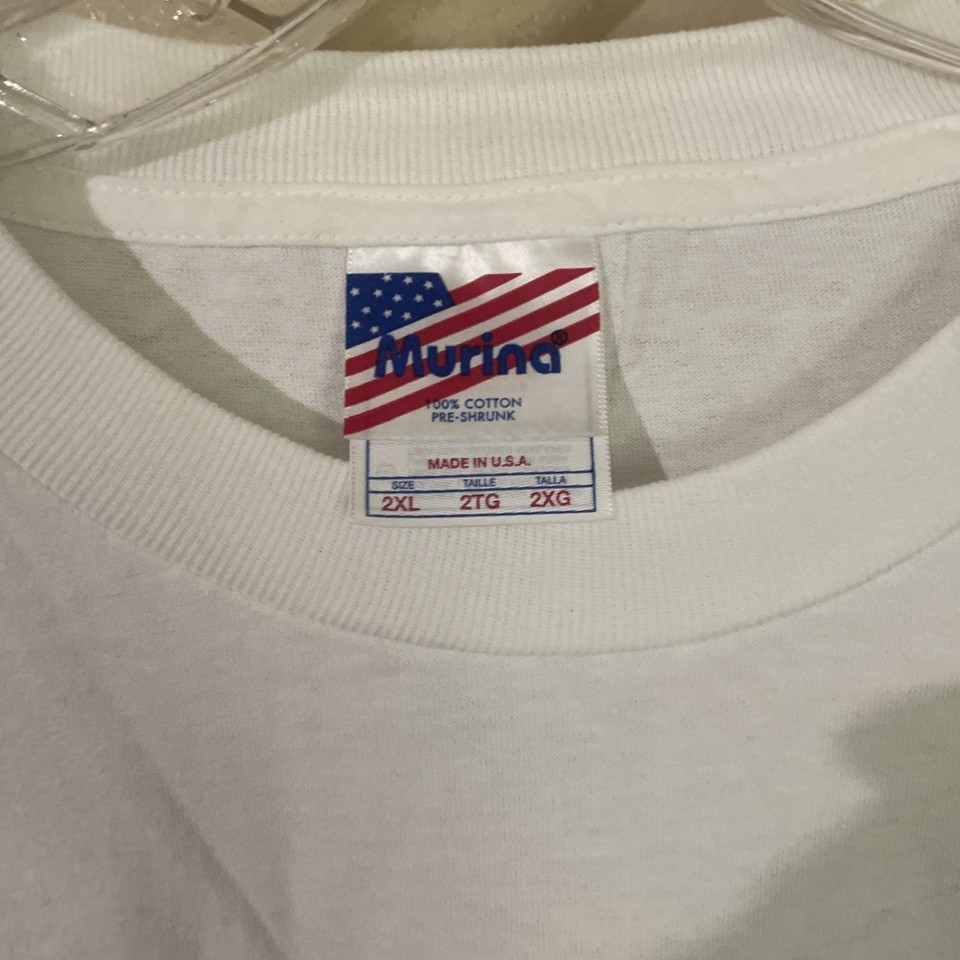 Murina®
100% COTTON
PRE-SHRUNK
MADE IN U.S.A.
SIZE TAILLE TALLA
2XL 2TG 2XG